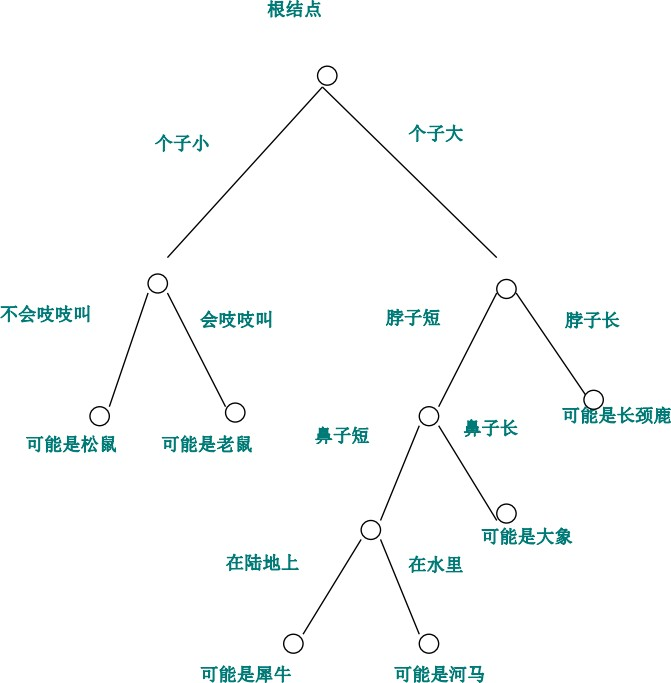 根结点
个子小
个子大
不会吱吱叫
会吱吱叫
脖子短
脖子长
可能是松鼠
可能是老鼠
鼻子短
鼻子长
可能是长颈鹿
可能是大象
在陆地上
在水里
可能是犀牛
可能是河马